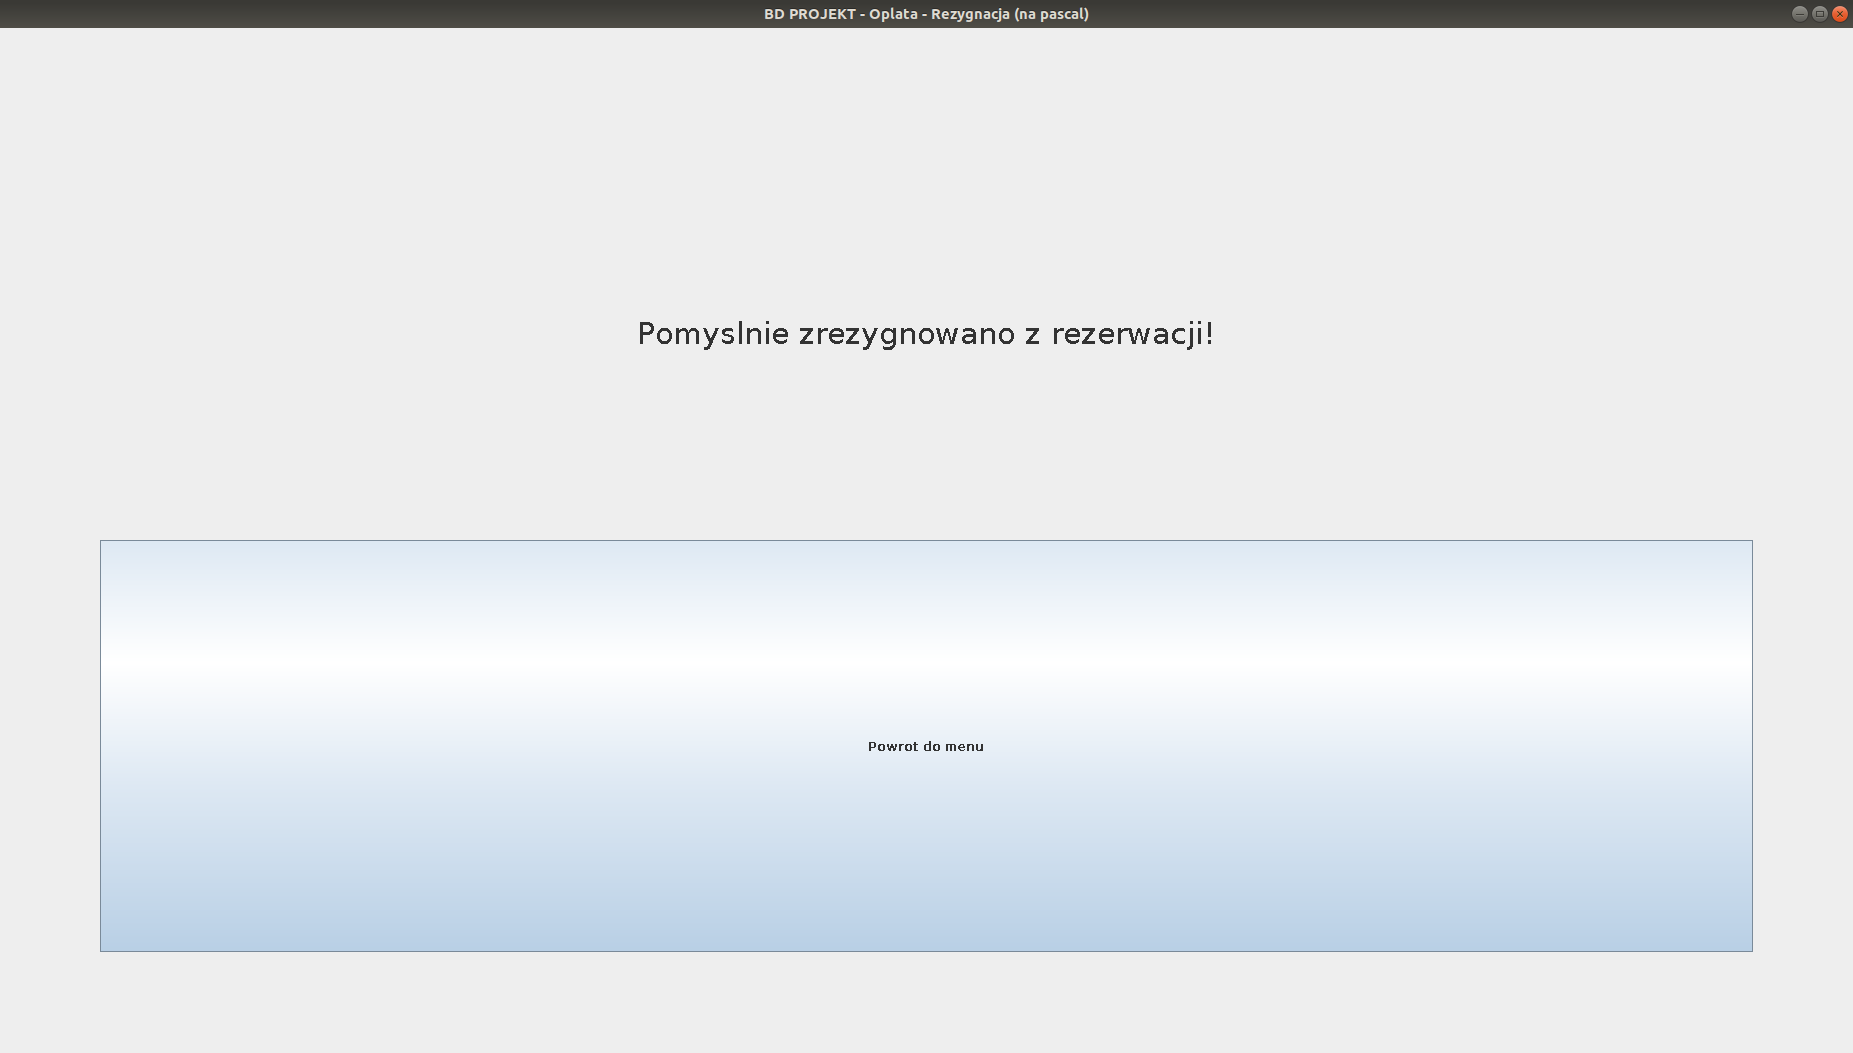 BD PROJEKT - Oplata - Rezygnacja (na pascal)
Pomyslnie zrezygnowano z rezerwacji!
Powrot do menu